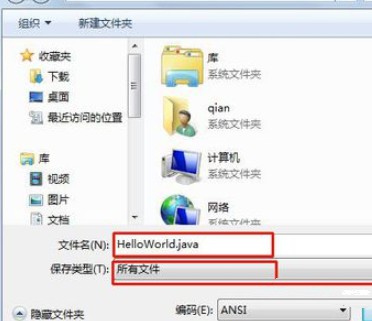 组织 新建文件夹
收藏夹
下载
桌面
最近访问的位置
库
视频
图片
文档
库
系统文件夹
qian
系统文件夹
计算机
系统文件夹
网络
系统文件夹
文件名(N): HelloWorld.java
保存类型(T): 所有文件
隐藏文件夹 编码(E): ANSI